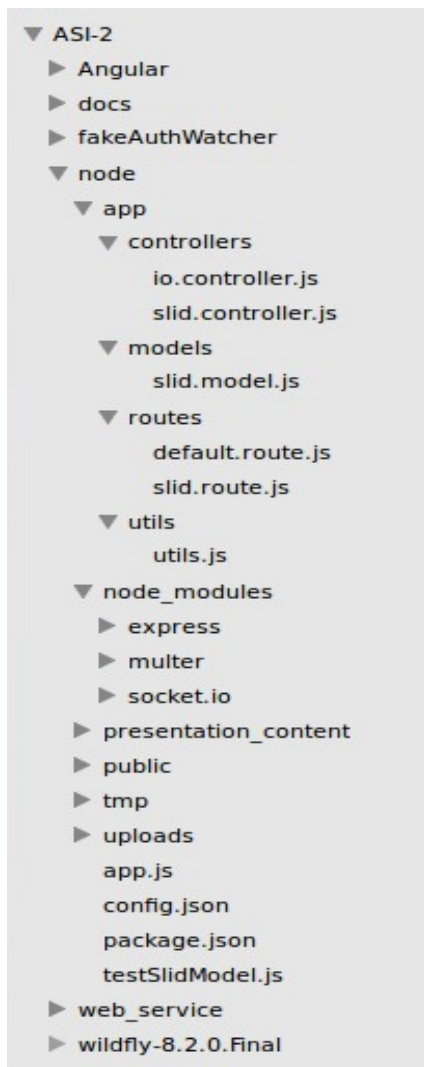 ASI-2
Angular
docs
fakeAuthWatcher
node
app
controllers
io.controller.js
slid.controller.js
models
slid.model.js
routes
default.route.js
slid.route.js
utils
utils.js
node_modules
express
multer
socket.io
presentation_content
public
tmp
uploads
app.js
config.json
package.json
testSlidModel.js
web_service
wildfly-8.2.0.Final